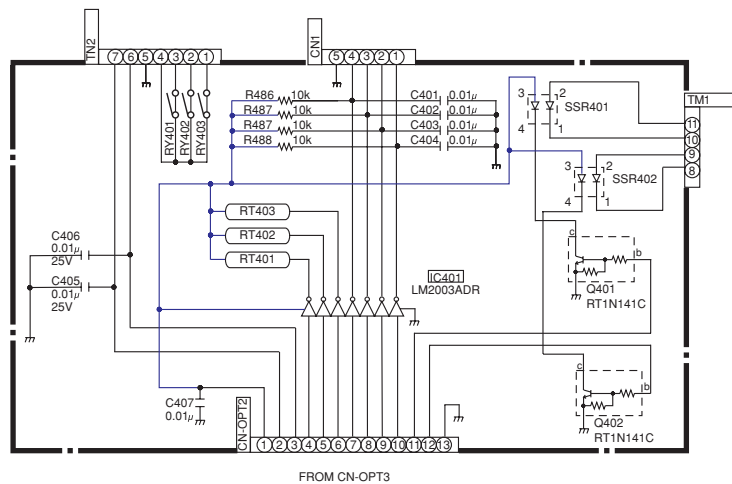 TN2
7 6 5 4 3 2 1
RY401
RY402
RY403
CN1
5 4 3 2 1
R486 10k
R487 10k
R487 10k
R488 10k
C401 0.01µ
C402 0.01µ
C403 0.01µ
C404 0.01µ
3 2
4 1
SSR401
TM1
11
10
9
8
3 2
4 1
SSR402
RT403
RT402
RT401
C406
0.01µ
25V
C405
0.01µ
25V
IC401
LM2003ADR
c
b
Q401
RT1N141C
c
b
Q402
RT1N141C
C407
0.01µ
CN-OPT2
1 2 3 4 5 6 7 8 9 10 11 12 13
FROM CN-OPT3